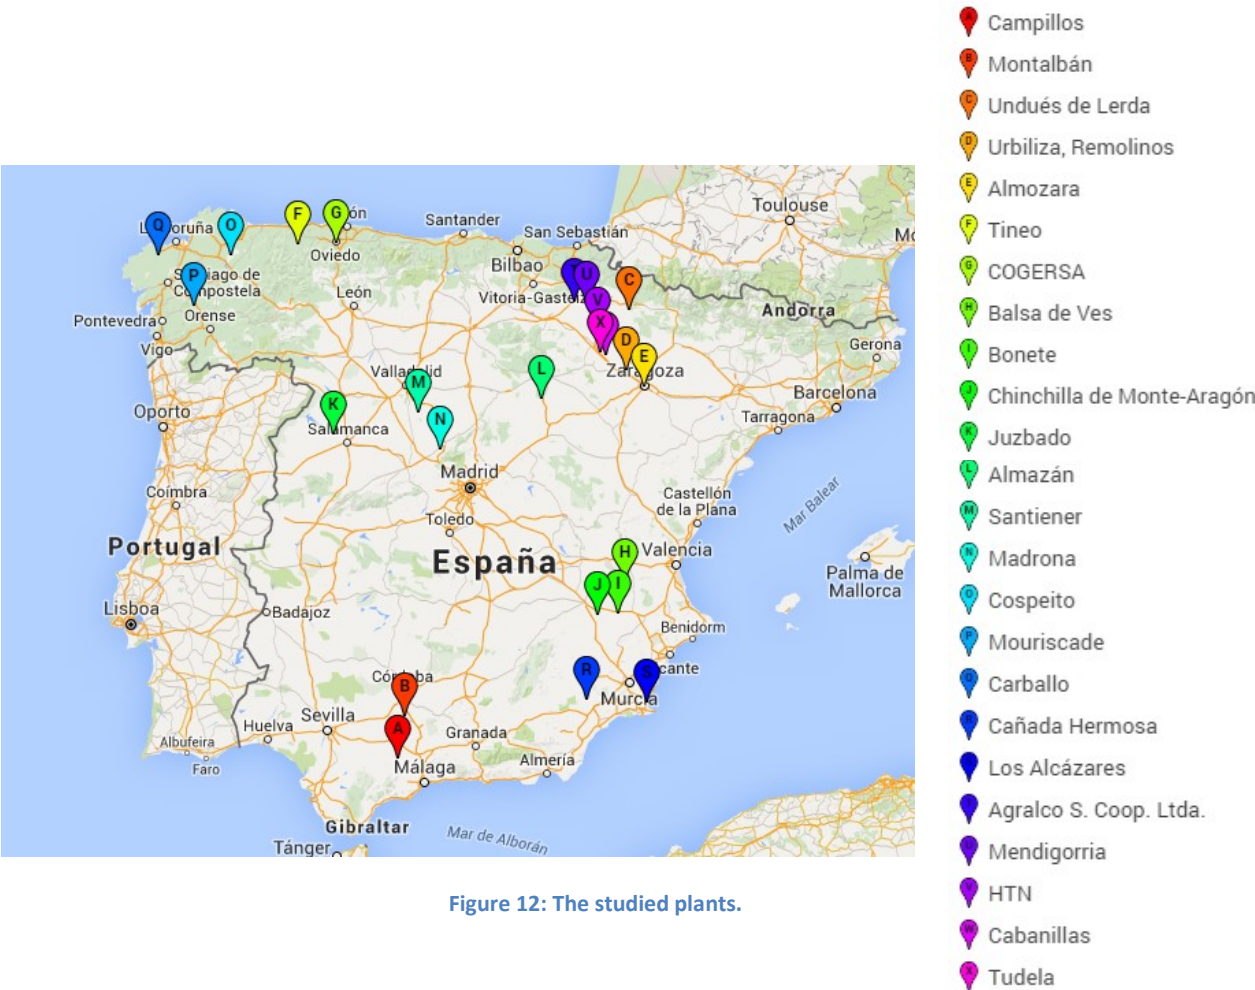 A Campillos
B Montalbán
C Undués de Lerda
D Urbiliza, Remolinos
E Almozara
F Tineo
G COGERSA
H Balsa de Ves
I Bonete
J Chinchilla de Monte-Aragón
K Juzbado
L Almazán
M Santiener
N Madrona
O Cospeito
P Mouriscade
Q Carballo
R Cañada Hermosa
S Los Alcázares
T Agralco S. Coop. Ltda.
U Mendigorria
V HTN
W Cabanillas
X Tudela
Toulouse
Q
O
F
G
Santander
San Sebastián
Oviedo
Bilbao
U
C
P
Compostela
León
Vitoria-Gasteiz
V
Andorra
Pontevedra
Orense
X
Vigo
D
E
Gerona
Zaragoza
Valladolid
L
M
K
N
Barcelona
Oporto
Salamanca
Tarragona
Madrid
Coímbra
Castellón
de la Plana
Mar Balear
Toledo
Portugal
España
H
Valencia
Palma de
Mallorca
J
I
Lisboa
Badajoz
Benidorm
R
S
Córdoba
B
Murcia
Sevilla
Huelva
A
Granada
Albufeira
Faro
Málaga
Almería
Gibraltar
Mar de Alborán
Tánger
Figure 12: The studied plants.